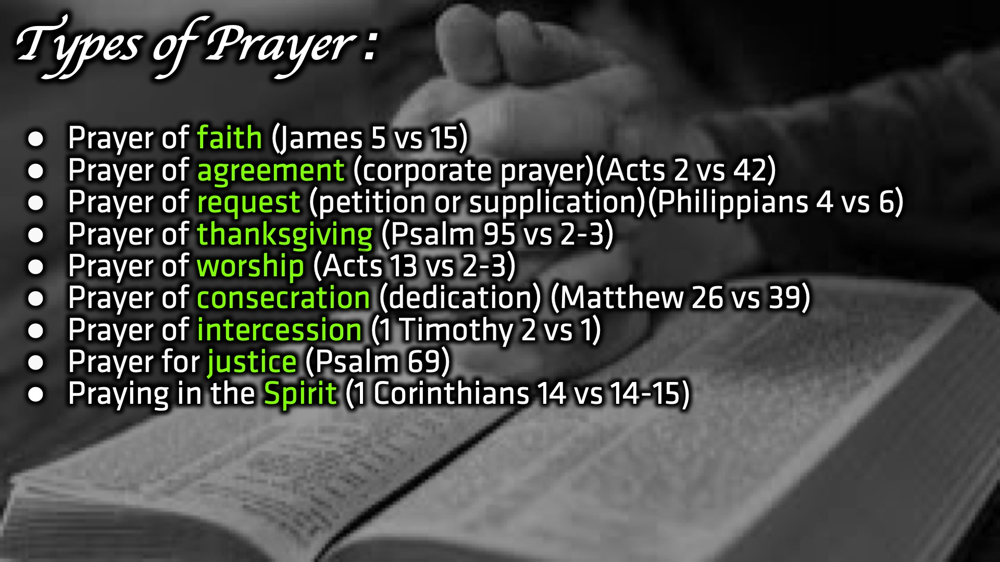 Types of Prayer :
● Prayer of faith (James 5 vs 15)
● Prayer of agreement (corporate prayer)(Acts 2 vs 42)
● Prayer of request (petition or supplication)(Philippians 4 vs 6)
● Prayer of thanksgiving (Psalm 95 vs 2-3)
● Prayer of worship (Acts 13 vs 2-3)
● Prayer of consecration (dedication) (Matthew 26 vs 39)
● Prayer of intercession (1 Timothy 2 vs 1)
● Prayer for justice (Psalm 69)
● Praying in the Spirit (1 Corinthians 14 vs 14-15)